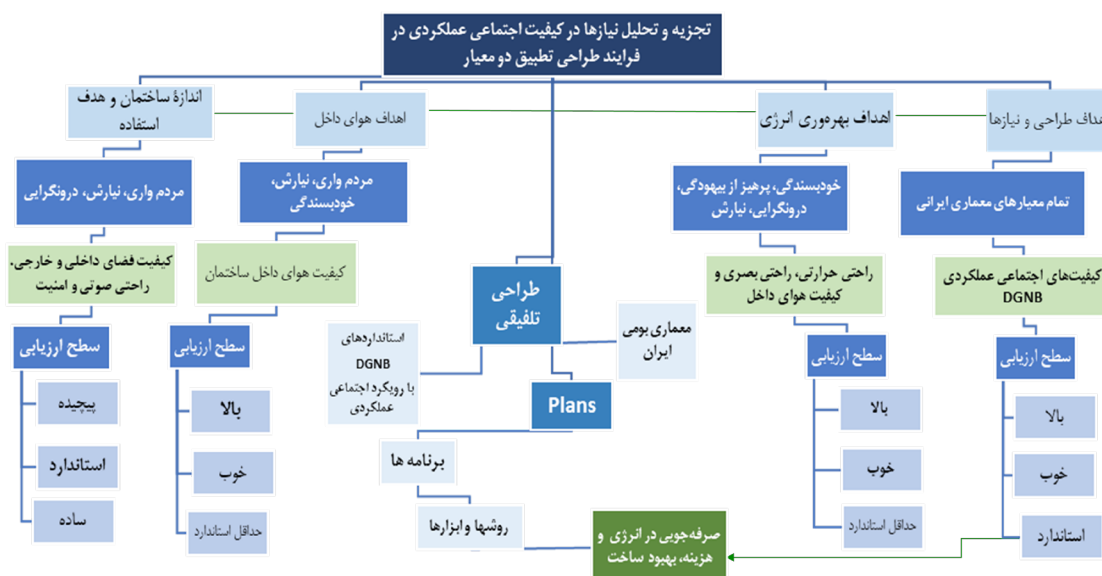 تجزیه و تحلیل نیازها در کیفیت اجتماعی عملکردی در
فرایند طراحی تطبیق دو معیار
هداف طراحی و نیازها
اهداف بهره‌وری انرژی
اهداف هوای داخل
اندازهٔ ساختمان و هدف
استفاده
تمام معیارهای معماری ایرانی
خودبسندگی، پرهیز از بیهودگی،
درونگرایی، نیارش
مردم واری، نیارش،
خودبسندگی
مردم واری، نیارش، درونگرایی
کیفیت‌های اجتماعی عملکردی
DGNB
راحتی حرارتی، راحتی بصری و
کیفیت هوای داخل
کیفیت هوای داخل ساختمان
کیفیت فضای داخلی و خارجی.
راحتی صوتی و امنیت
سطح ارزیابی
بالا
خوب
استاندارد
سطح ارزیابی
بالا
خوب
حداقل استاندارد
سطح ارزیابی
بالا
خوب
حداقل استاندارد
سطح ارزیابی
پیچیده
استاندارد
ساده
طراحی
تلفیقی
معماری بومی
ایران
استانداردهای
DGNB
با رویکرد اجتماعی
عملکردی
Plans
برنامه ها
روشها و ابزارها
صرفه‌جویی در انرژی و
هزینه، بهبود ساخت